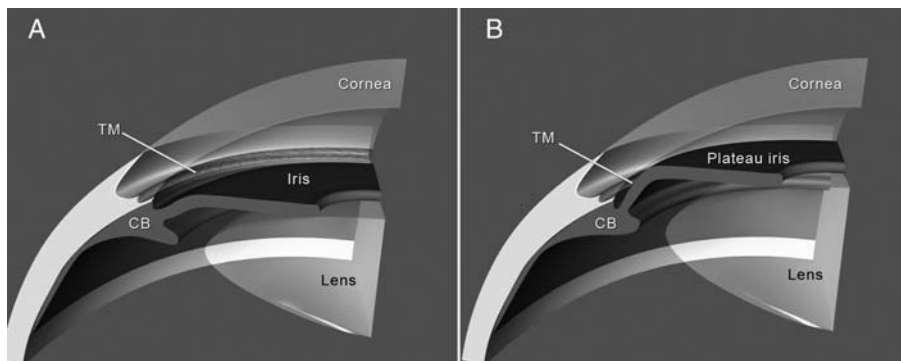 A
Cornea
TM
Iris
CB
Lens
B
Cornea
TM
Plateau iris
CB
Lens